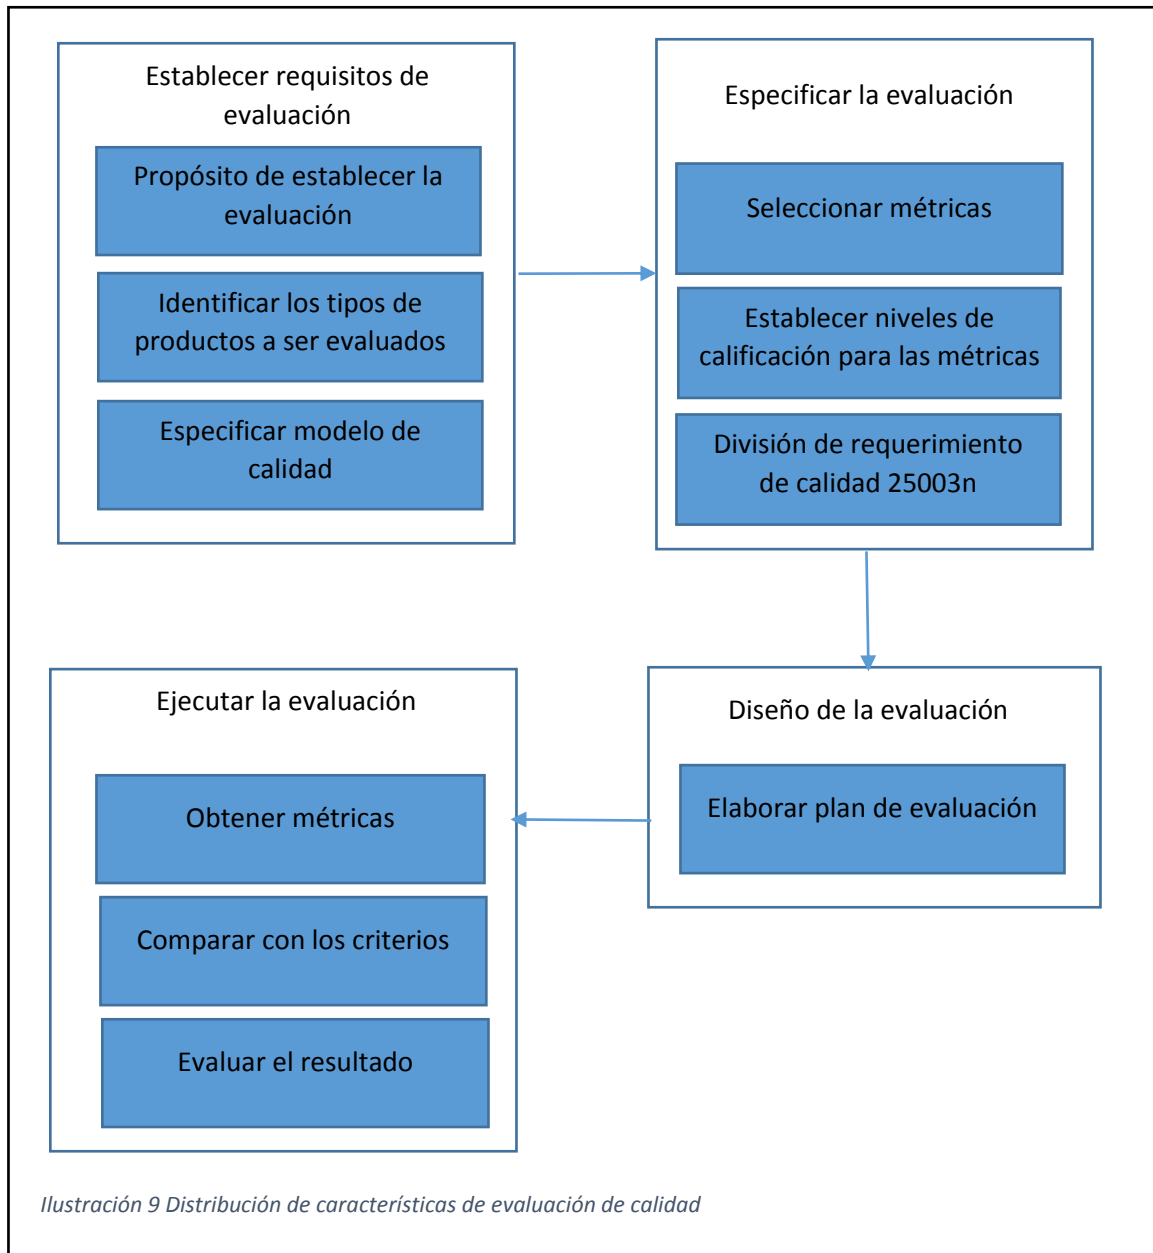 Establecer requisitos de
evaluación
Propósito de establecer la
evaluación
Identificar los tipos de
productos a ser evaluados
Especificar modelo de
calidad
Especificar la evaluación
Seleccionar métricas
Establecer niveles de
calificación para las métricas
División de requerimiento
de calidad 25003n
Diseño de la evaluación
Elaborar plan de evaluación
Ejecutar la evaluación
Obtener métricas
Comparar con los criterios
Evaluar el resultado
Ilustración 9 Distribución de características de evaluación de calidad